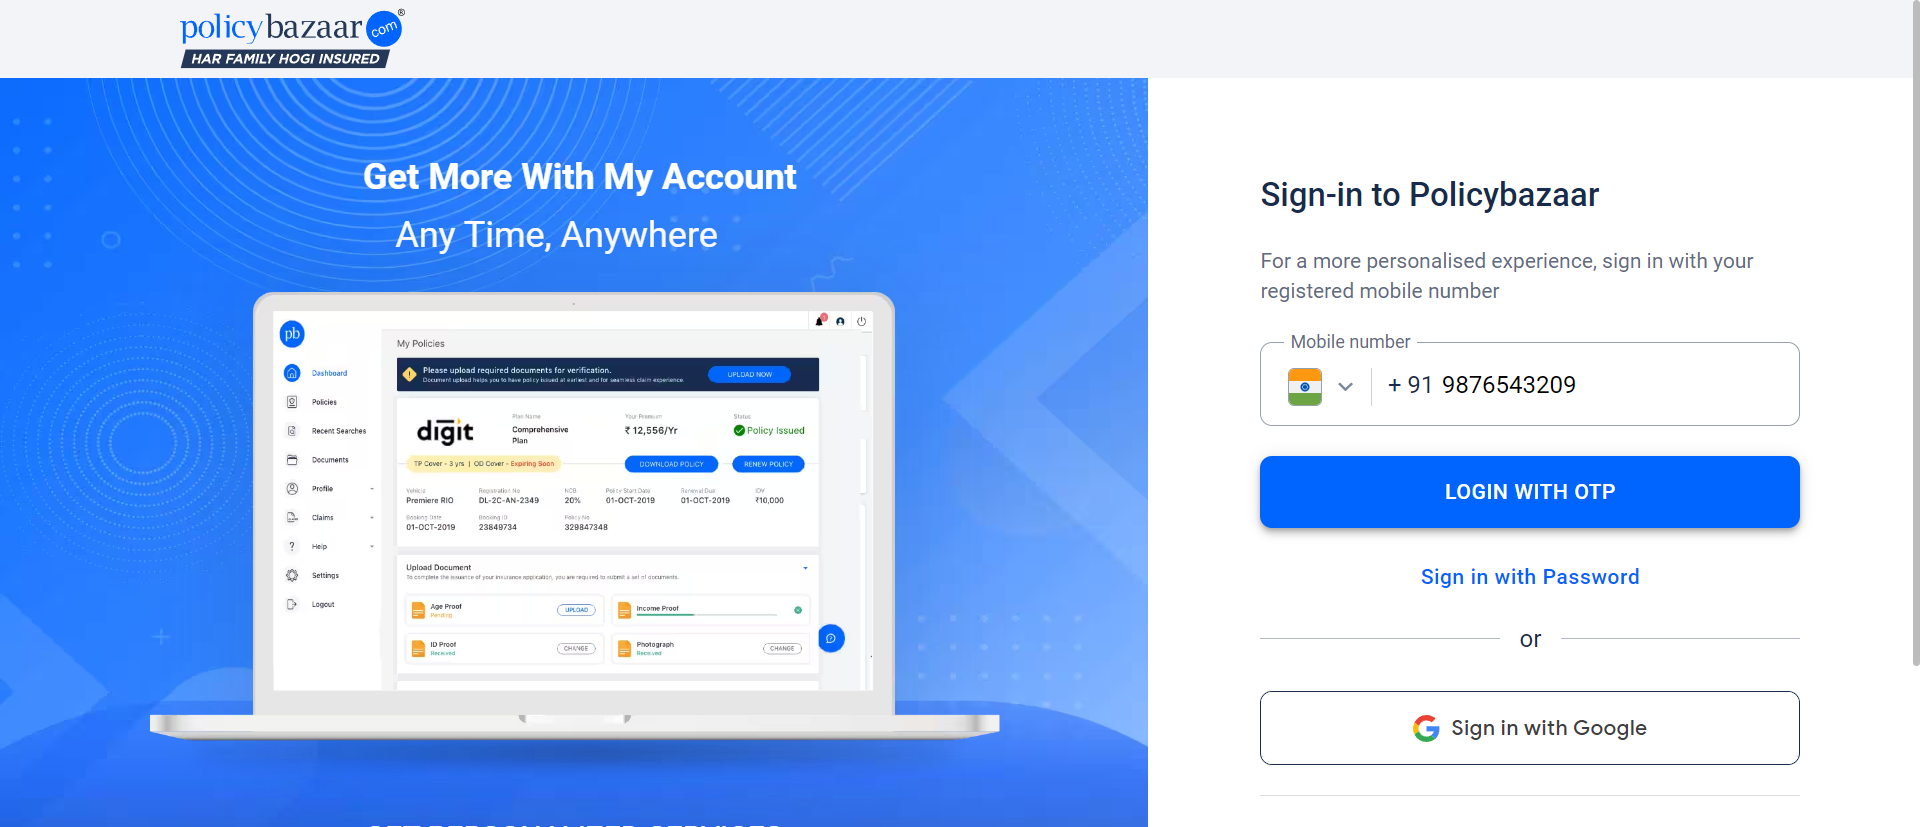 policybazaar com®
HAR FAMILY HOGI INSURED
Get More With My Account
Any Time, Anywhere
pb
My Policies
Dashboard
Policies
Recent Searches
Documents
Profile
Claims
Help
Settings
Logout
Please upload required documents for verification.
Document upload helps you to have policy issued at earliest and for seamless claim experience.
UPLOAD NOW
digit
Plan Name
Comprehensive
Plan
Your Premium
₹ 12,556/Yr
Status
Policy Issued
TP Cover - 3 yrs | OD Cover - Expiring Soon
DOWNLOAD POLICY
RENEW POLICY
Vehicle
Premiere RIO
Registration No
DL-2C-AN-2349
NCB
20%
Policy Start Date
01-OCT-2019
Renewal Due
01-OCT-2019
IDV
₹10,000
Booking Date
01-OCT-2019
Booking ID
23849734
Policy No
329847348
Upload Document
To complete the issuance of your insurance application, you are required to submit a set of documents.
Age Proof
Pending
UPLOAD
Income Proof
ID Proof
Received
CHANGE
Photograph
Received
CHANGE
Sign-in to Policybazaar
For a more personalised experience, sign in with your
registered mobile number
Mobile number
+ 91 9876543209
LOGIN WITH OTP
Sign in with Password
or
Sign in with Google